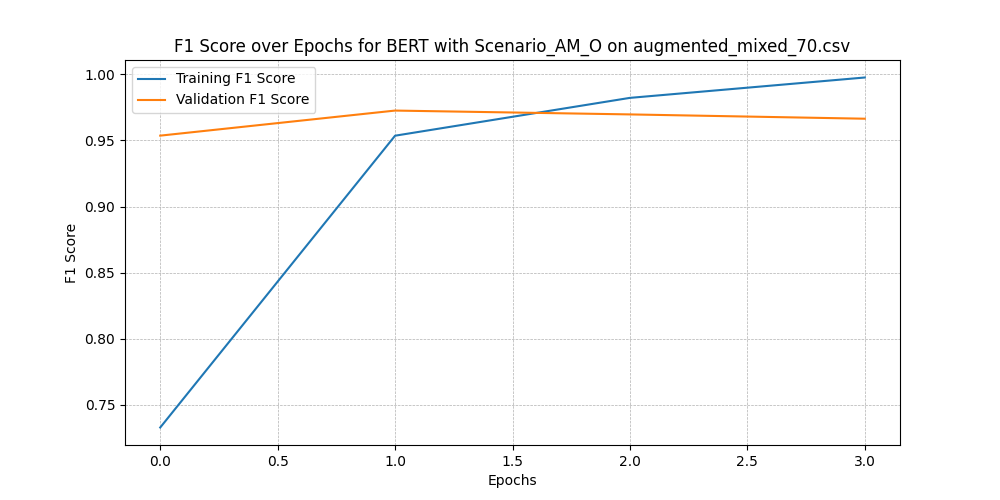 F1 Score over Epochs for BERT with Scenario_AM_O on augmented_mixed_70.csv
Training F1 Score
Validation F1 Score
1.00
0.95
0.90
0.85
0.80
0.75
F1 Score
0.0 0.5 1.0 1.5 2.0 2.5 3.0
Epochs